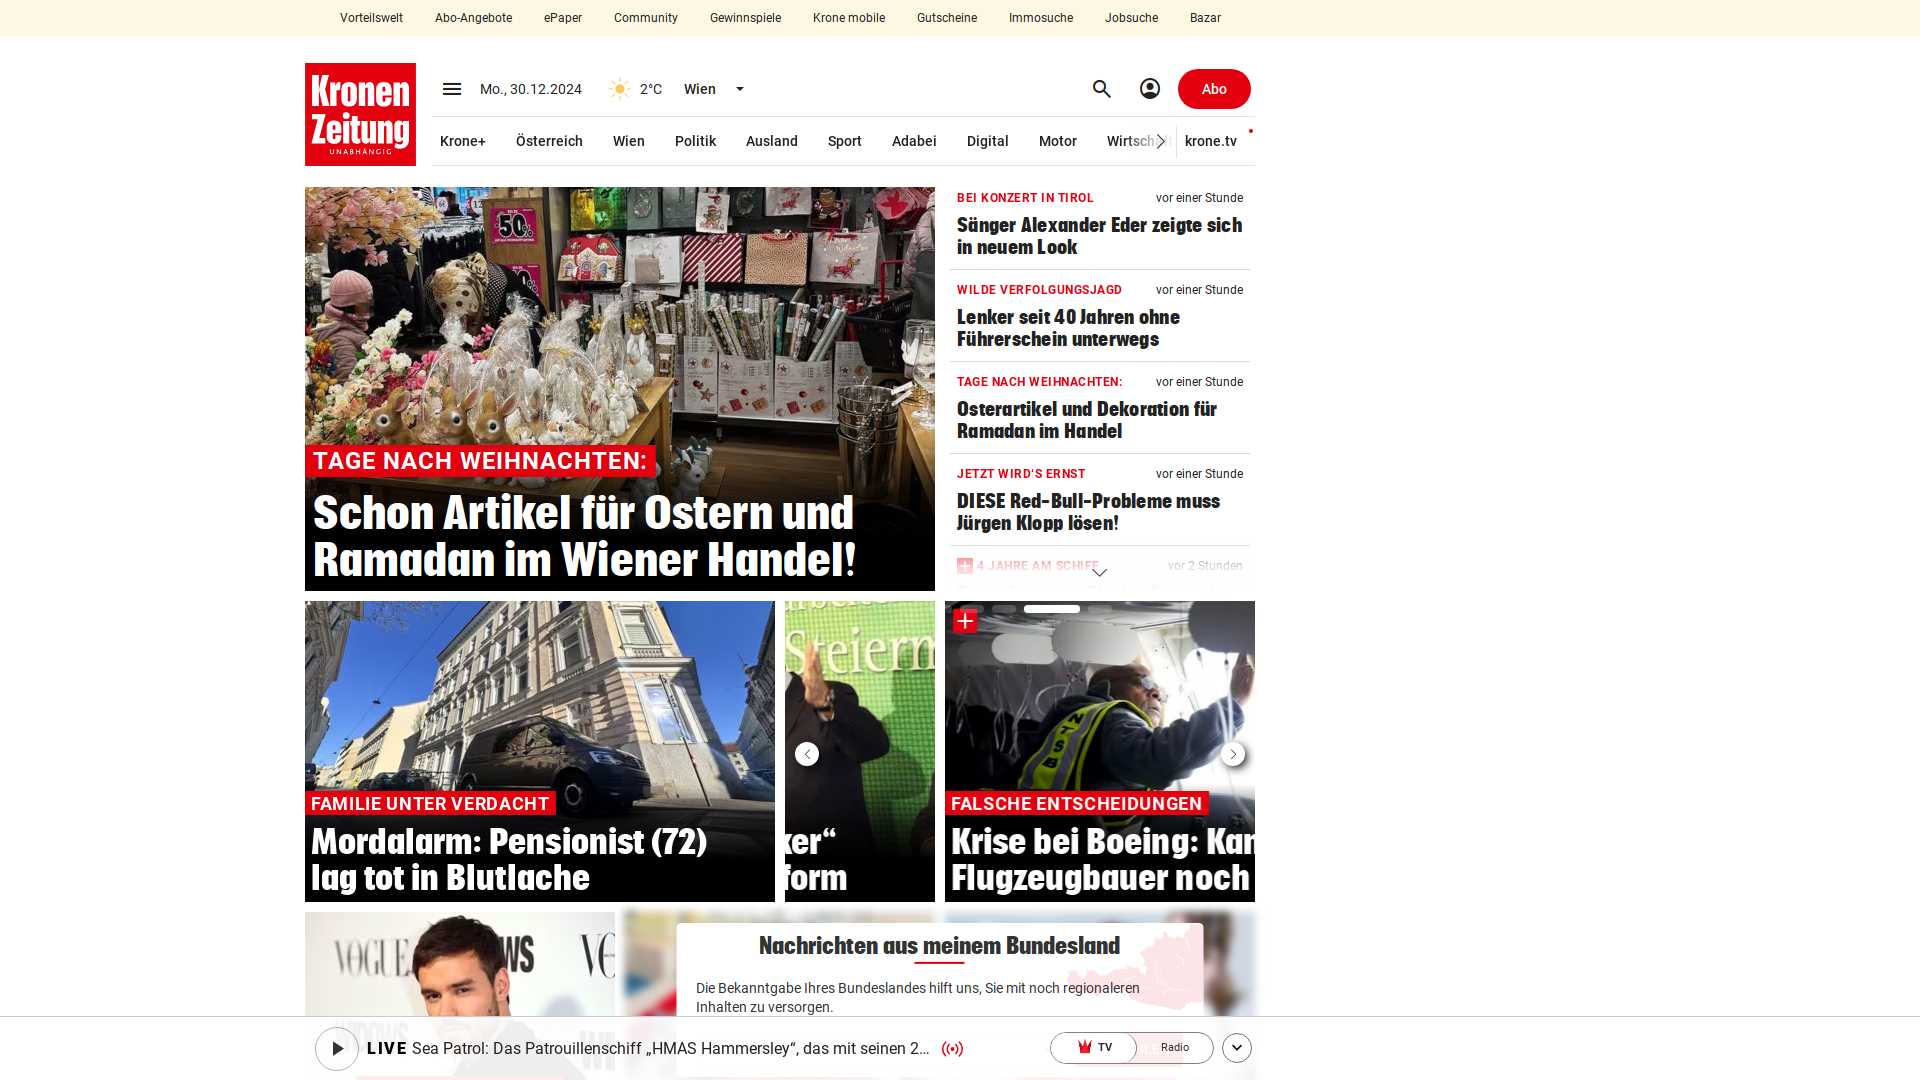 Vorteilswelt
Abo-Angebote
ePaper
Community
Gewinnspiele
Krone mobile
Gutscheine
Immosuche
Jobsuche
Bazar
Kronen
Zeitung
UNABHÄNGIG
Mo., 30.12.2024
2°C
Wien
Abo
Krone+
Österreich
Wien
Politik
Ausland
Sport
Adabei
Digital
Motor
Wirtschaft
krone.tv
50%
TAGE NACH WEIHNACHTEN:
Schon Artikel für Ostern und
Ramadan im Wiener Handel!
BEI KONZERT IN TIROL
vor einer Stunde
Sänger Alexander Eder zeigte sich
in neuem Look
WILDE VERFOLGUNGSJAGD
vor einer Stunde
Lenker seit 40 Jahren ohne
Führerschein unterwegs
TAGE NACH WEIHNACHTEN:
vor einer Stunde
Osterartikel und Dekoration für
Ramadan im Handel
JETZT WIRD'S ERNST
vor einer Stunde
DIESE Red-Bull-Probleme muss
Jürgen Klopp lösen!
4 JAHRE AM SCHIFF
vor 2 Stunden
FAMILIE UNTER VERDACHT
Mordalarm: Pensionist (72)
lag tot in Blutlache
Steierm
ker“
form
NTSB
FALSCHE ENTSCHEIDUNGEN
Krise bei Boeing: Kan
Flugzeugbauer noch
VOGUE
Nachrichten aus meinem Bundesland
Die Bekanntgabe Ihres Bundeslandes hilft uns, Sie mit noch regionaleren
Inhalten zu versorgen.
LIVE Sea Patrol: Das Patrouillenschiff „HMAS Hammersley“, das mit seinen 2...
TV
Radio